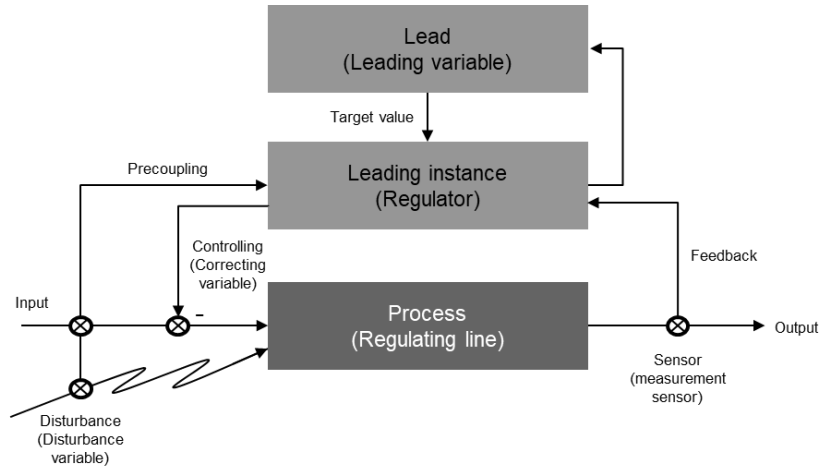 Lead
(Leading variable)
Target value
Precoupling
Leading instance
(Regulator)
Controlling
(Correcting
variable)
Feedback
Input
–
Process
(Regulating line)
Output
Sensor
(measurement
sensor)
Disturbance
(Disturbance
variable)